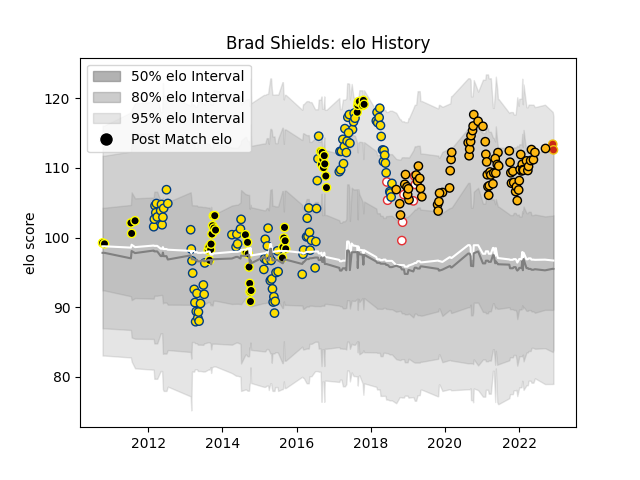 Brad Shields: elo History
50% elo Interval
80% elo Interval
95% elo Interval
Post Match elo
elo score
120
110
100
90
80
2012 2014 2016 2018 2020 2022